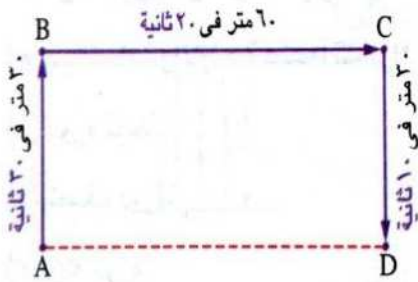 B
٦٠ متر فى ٢٠ ثانية
C
٣٠ متر فى ٣٠ ثانية
٣٠ متر فى ١٠ ثانية
A
D